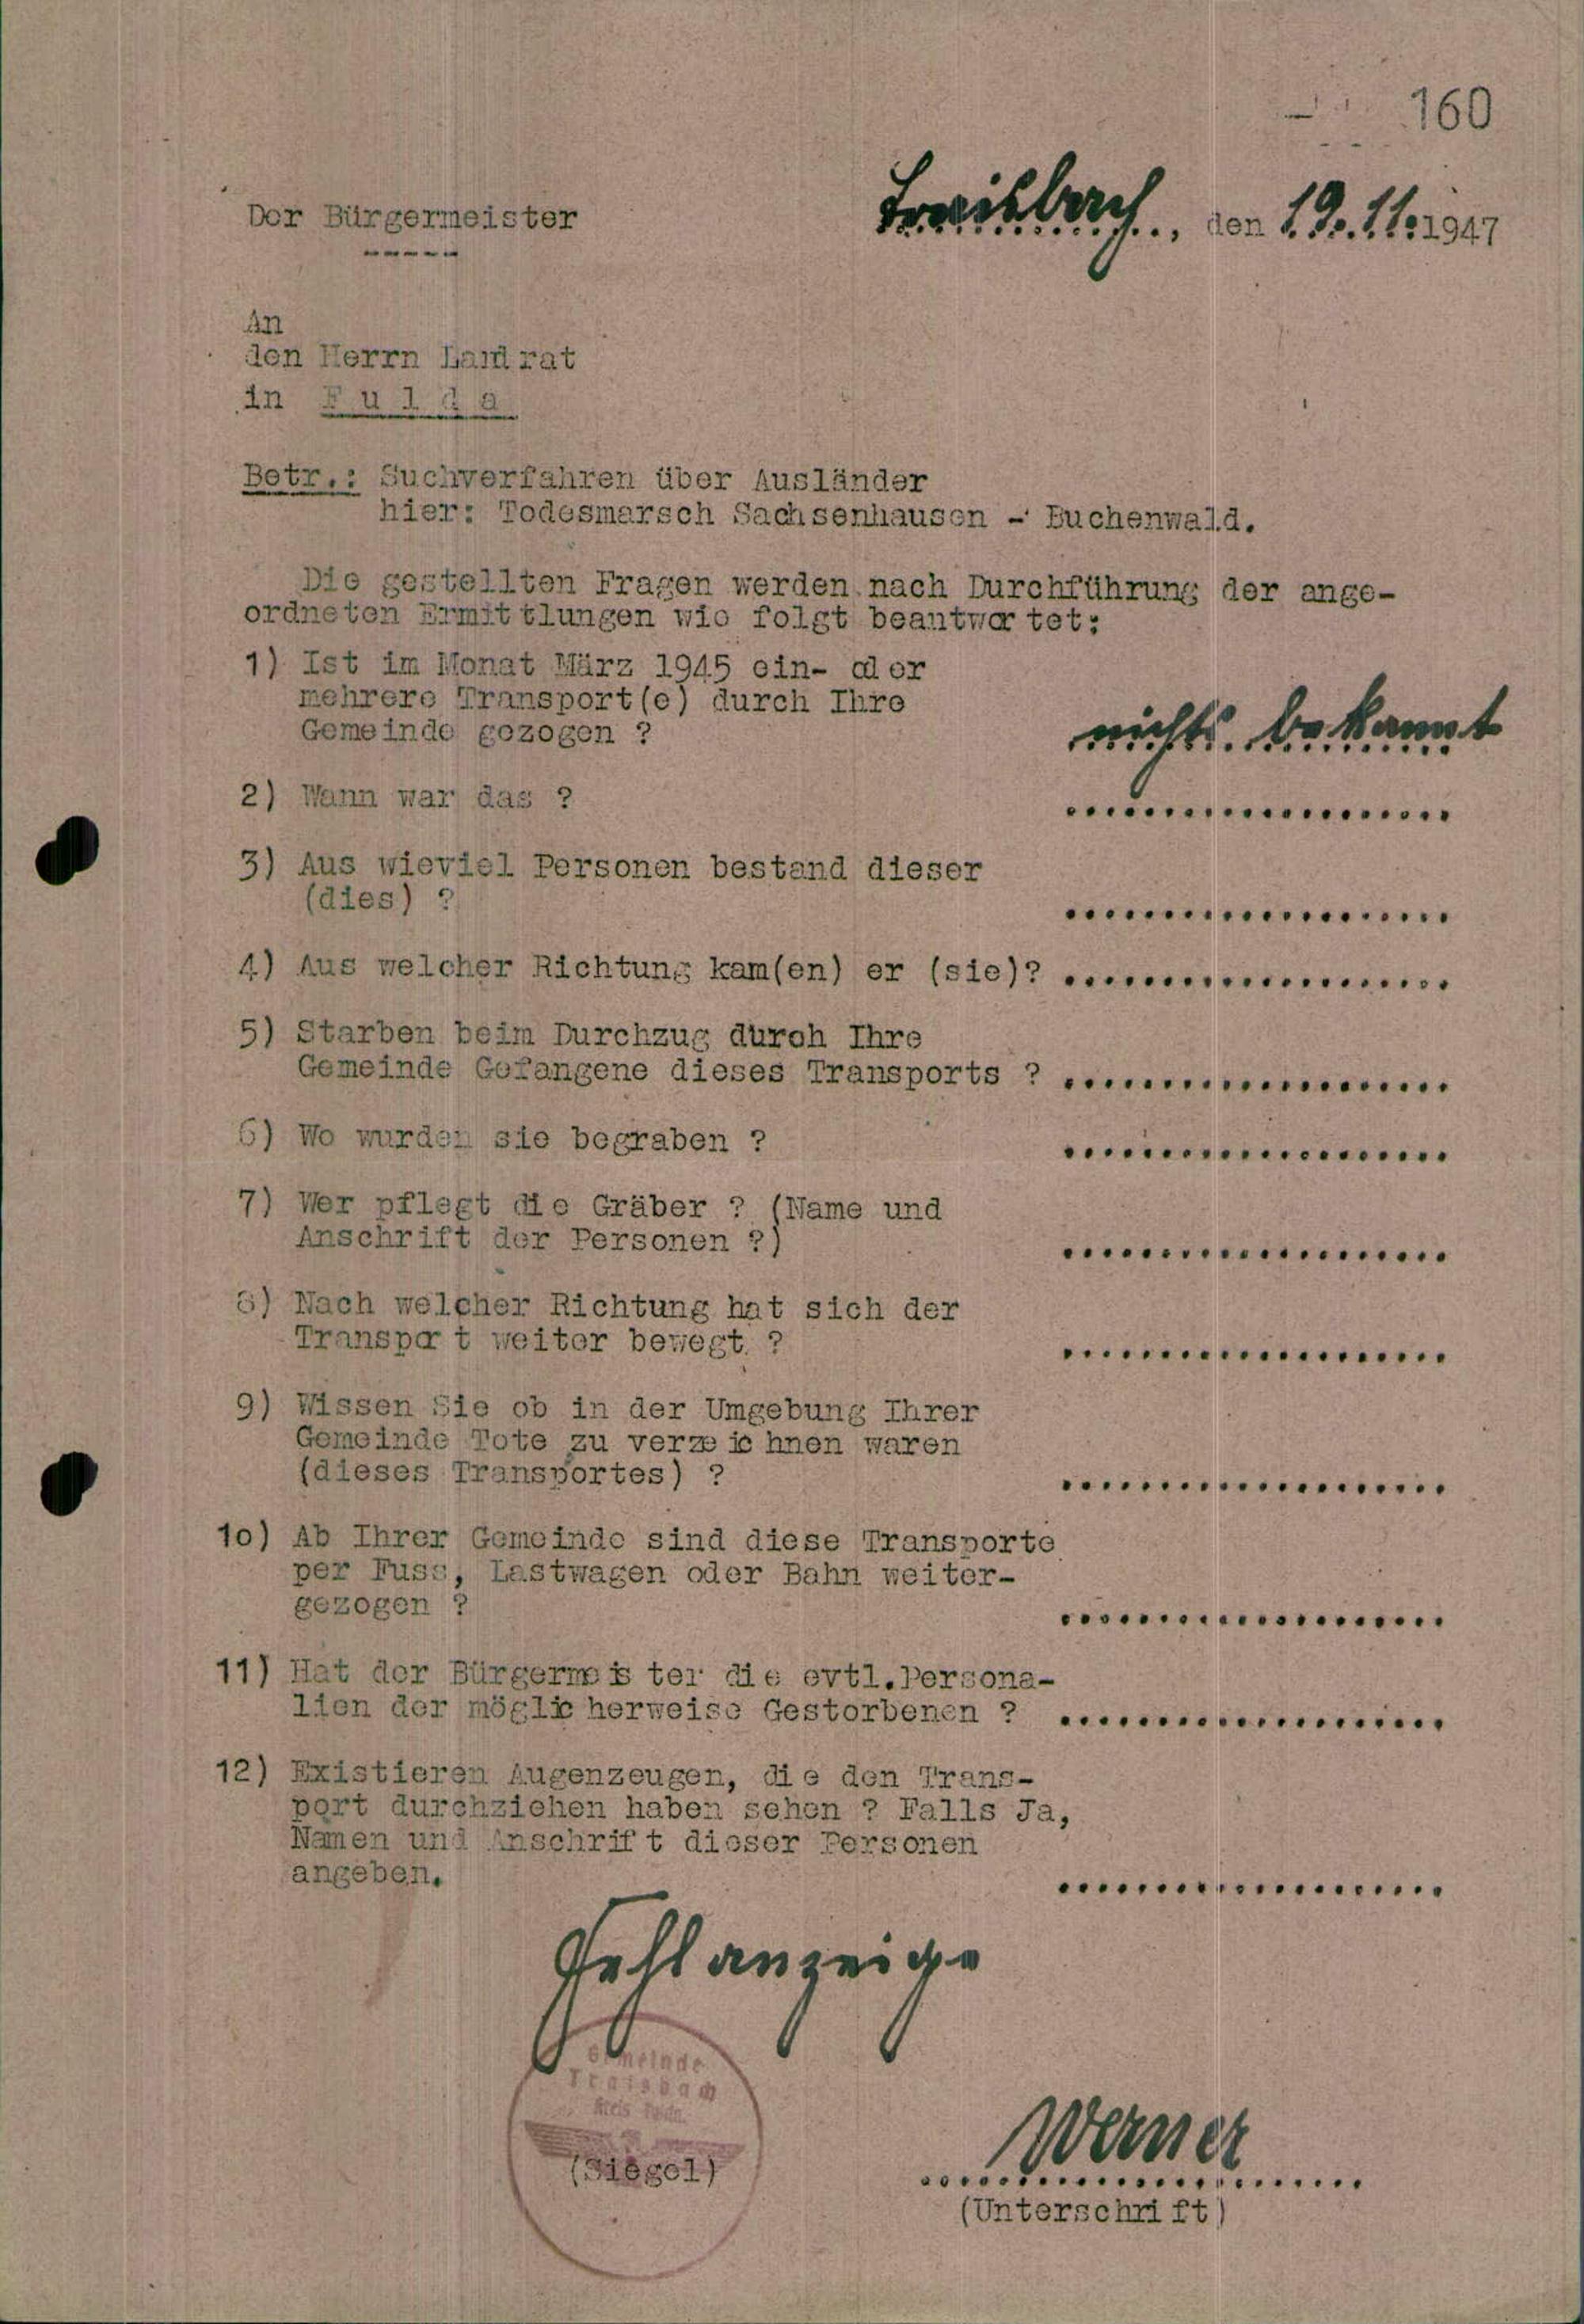 160
Der Bürgermeister
Traisbach, den 19.11.1947
An
den Herrn Landrat
in Fulda
Betr.: Suchverfahren über Ausländer
hier: Todesmarsch Sachsenhausen - Buchenwald.
Die gestellten Fragen werden nach Durchführung der ange-
ordneten Ermittlungen wie folgt beantwortet:
1) Ist im Monat März 1945 ein- oder
mehrere Transport(e) durch Ihre
Gemeinde gezogen ? nichts bekannt
2) Wann war das ? ....................
3) Aus wieviel Personen bestand dieser
(dies) ? ....................
4) Aus welcher Richtung kam(en) er (sie)? ....................
5) Starben beim Durchzug durch Ihre
Gemeinde Gefangene dieses Transports ? ....................
6) Wo wurden sie begraben ? ....................
7) Wer pflegt die Gräber ? (Name und
Anschrift der Personen ?) ....................
8) Nach welcher Richtung hat sich der
Transport weiter bewegt ? ....................
9) Wissen Sie ob in der Umgebung Ihrer
Gemeinde Tote zu verzeichnen waren
(dieses Transportes) ? ....................
10) Ab Ihrer Gemeinde sind diese Transporte
per Fuss, Lastwagen oder Bahn weiter-
gezogen ? ....................
11) Hat der Bürgermeister die evtl.Persona-
lien der möglicherweise Gestorbenen ? ....................
12) Existieren Augenzeugen, die den Trans-
port durchziehen haben sehen ? Falls Ja,
Namen und Anschrift dieser Personen
angeben. ....................
Fehlanzeige
Gemeinde
Traisbach
Kreis Fulda
(Siegel)
Werner
(Unterschrift)